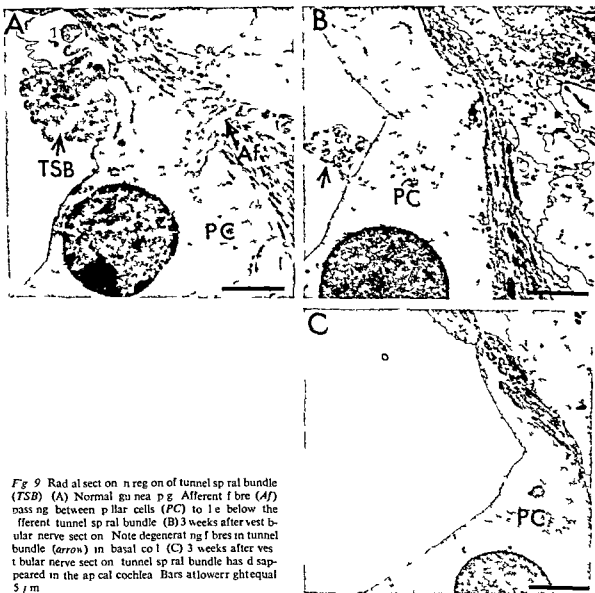 A
TSB
Af
PC
B
PC
C
PC
Fig 9 Rad al sect on n reg on of tunnel sp ral bundle
(TSB) (A) Normal gu nea p g Afferent f bre (Af)
pass ng between p llar cells (PC) to l e below the
fferent tunnel sp ral bundle (B) 3 weeks after vest b-
ular nerve sect on Note degenerat ng f bres n tunnel
bundle (arrow) in basal co l (C) 3 weeks after ves
t bular nerve sect on tunnel sp ral bundle has d sap-
peared in the ap cal cochlea Bars at lower r ght equal
5 m